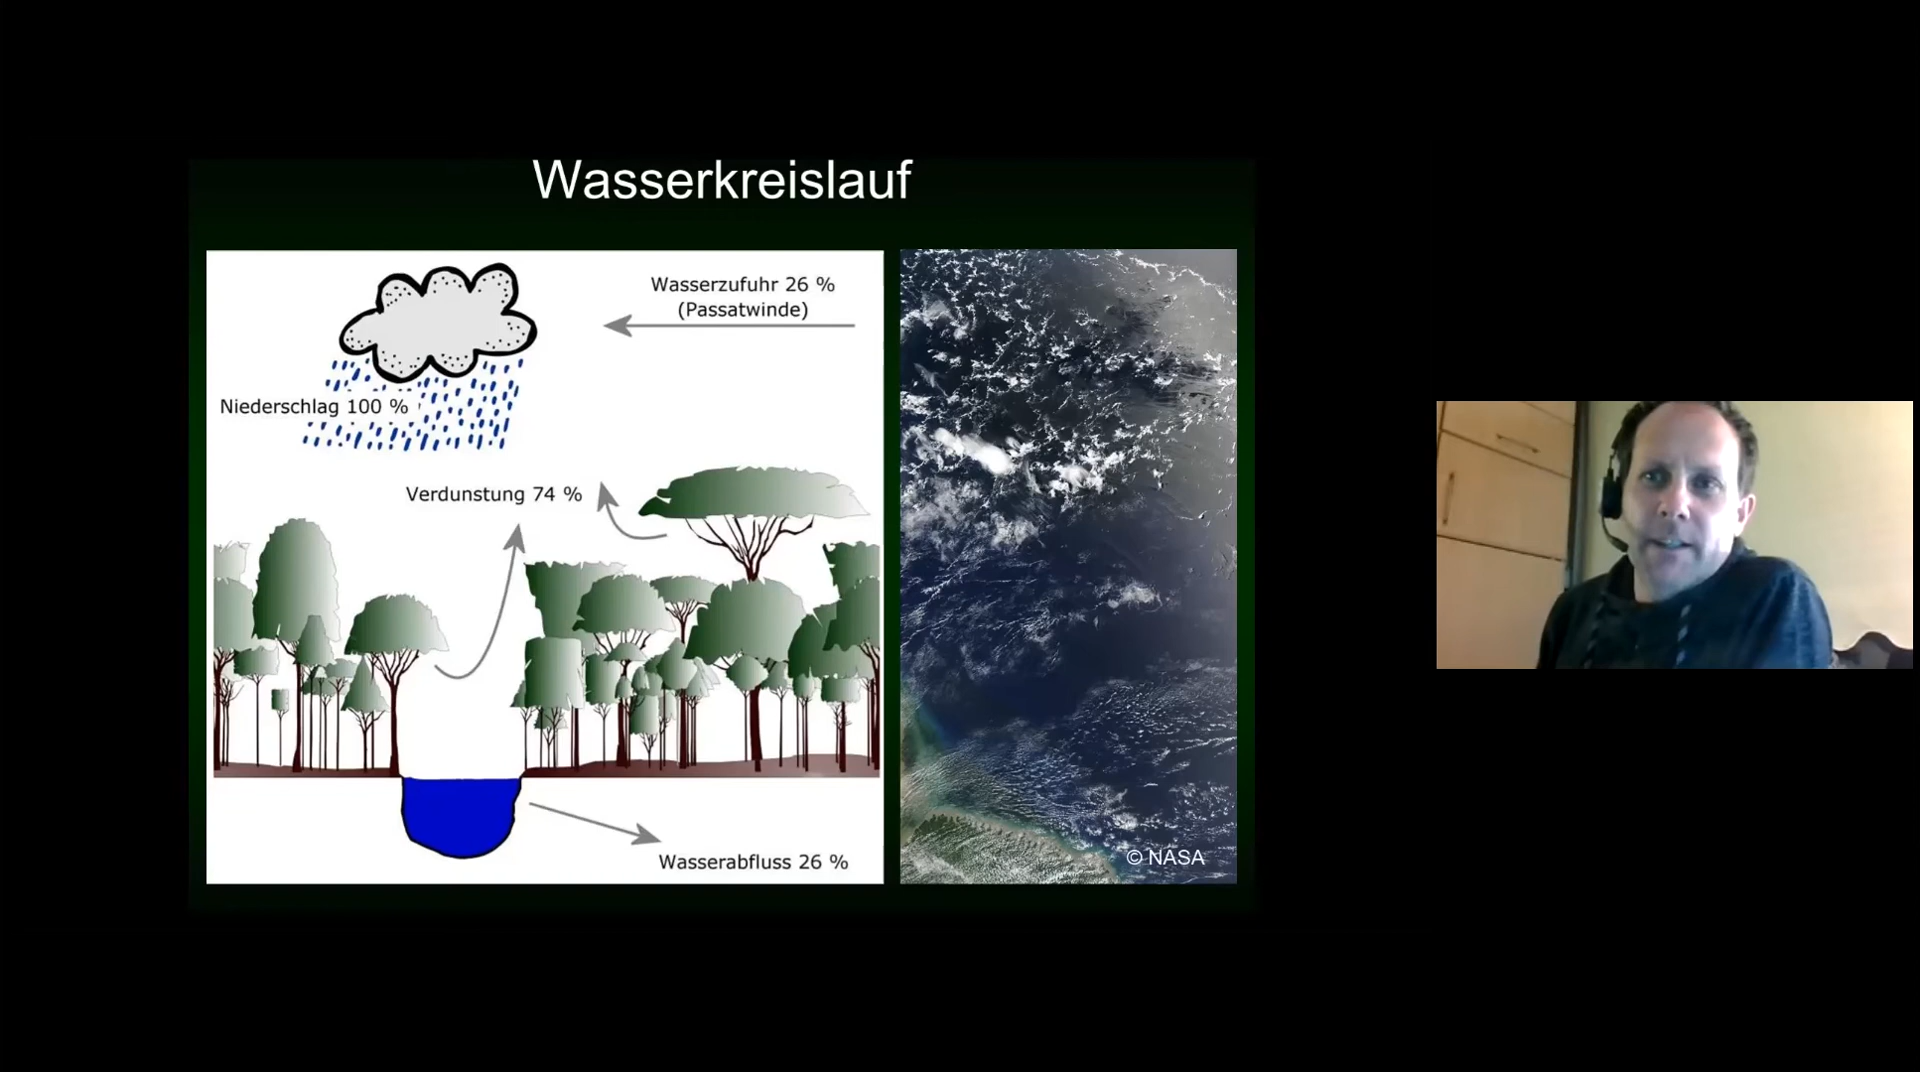 Wasserkreislauf
Wasserzufuhr 26 %
(Passatwinde)
Niederschlag 100 %
Verdunstung 74 %
Wasserabfluss 26 %
© NASA